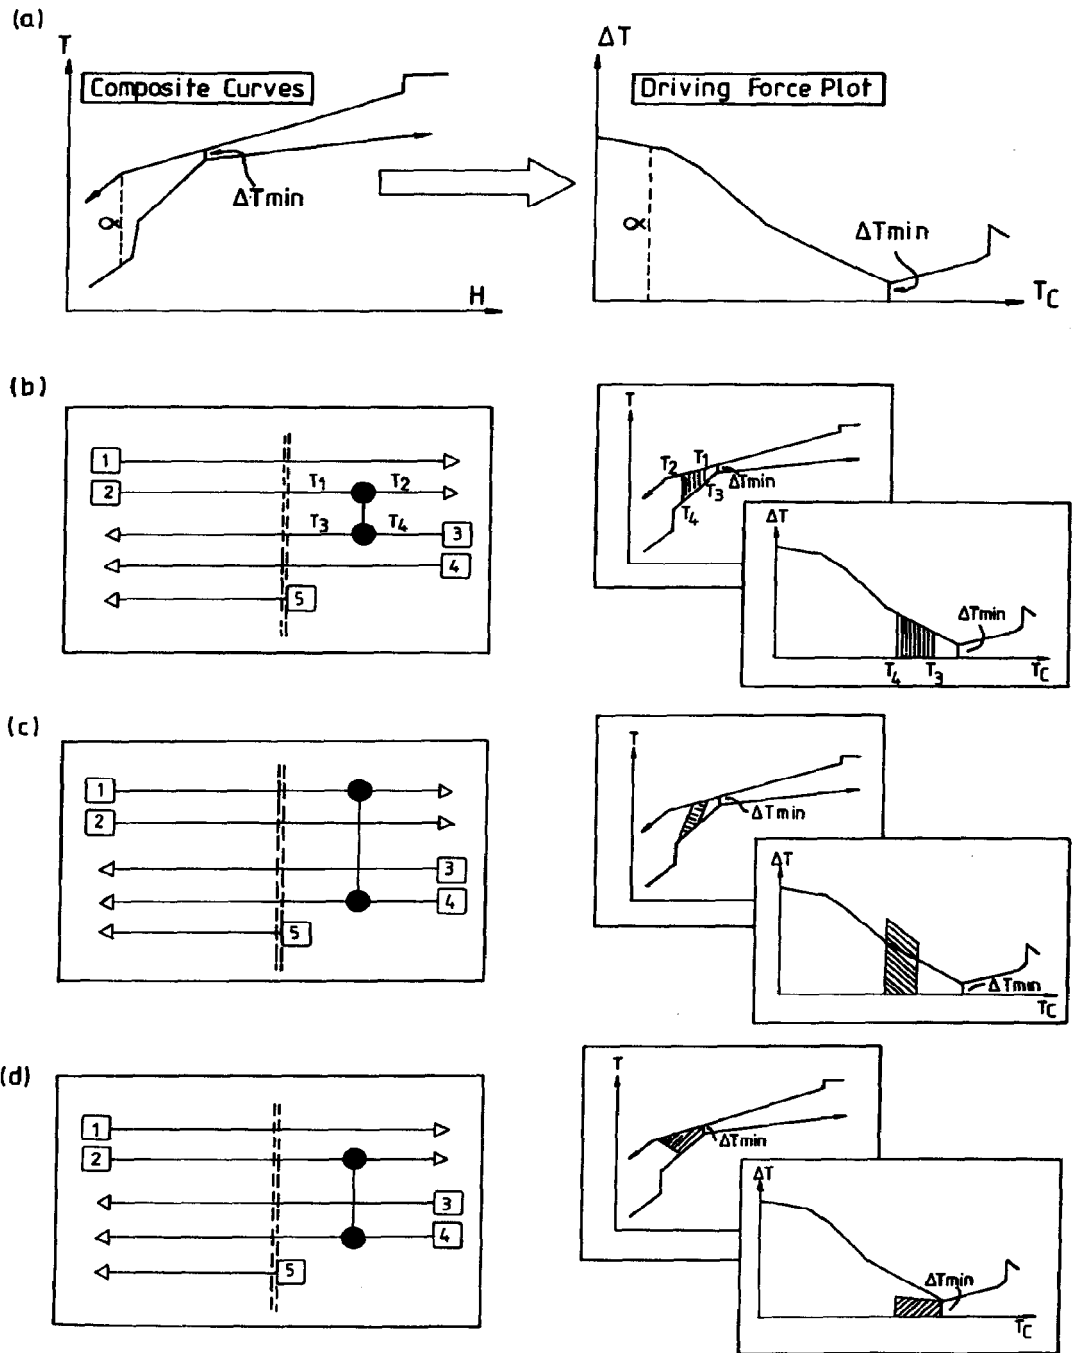 (a)
T
Composite Curves
ΔTmin
α
H
ΔT
Driving Force Plot
α
ΔTmin
TC
(b)
1
2
T1
T2
T3
T4
3
4
5
T
T2
T1
ΔTmin
T3
T4
ΔT
ΔTmin
T4
T3
TC
(c)
1
2
3
4
5
T
ΔTmin
ΔT
ΔTmin
TC
(d)
1
2
3
4
5
T
ΔTmin
ΔT
ΔTmin
TC